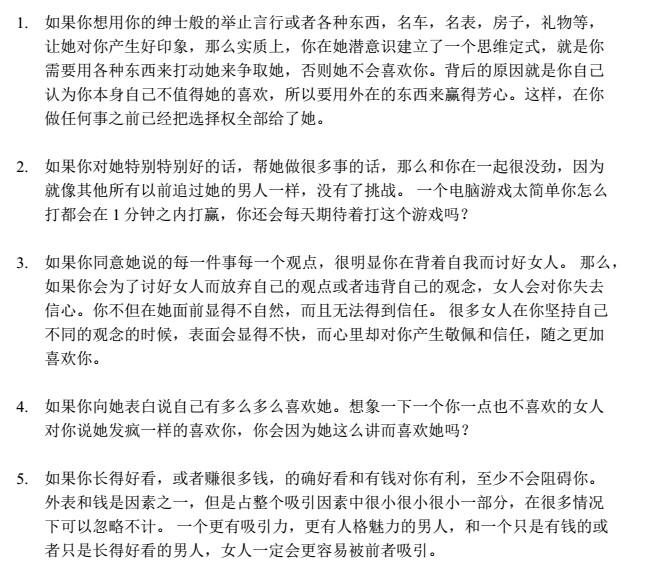 1. 如果你想用你的绅士般的举止言行或者各种东西，名车，名表，房子，礼物等，
让她对你产生好印象，那么实质上，你在她潜意识建立了一个思维定式，就是你
需要用各种东西来打动她来争取她，否则她不会喜欢你。背后的原因就是你自己
认为你本身自己不值得她的喜欢，所以要用外在的东西来赢得芳心。这样，在你
做任何事之前已经把选择权全部给了她。
2. 如果你对她特别特别好的话，帮她做很多事的话，那么和你在一起很没劲，因为
就像其他所有以前追过她的男人一样，没有了挑战。 一个电脑游戏太简单你怎么
打都会在 1 分钟之内打赢，你还会每天期待着打这个游戏吗？
3. 如果你同意她说的每一件事每一个观点，很明显你在背着自我而讨好女人。 那么，
如果你会为了讨好女人而放弃自己的观点或者违背自己的观念，女人会对你失去
信心。你不但在她面前显得不自然，而且无法得到信任。 很多女人在你坚持自己
不同的观念的时候，表面会显得不快，而心里却对你产生敬佩和信任，随之更加
喜欢你。
4. 如果你向她表白说自己有多么多么喜欢她。想象一下一个你一点也不喜欢的女人
对你说她发疯一样的喜欢你，你会因为她这么讲而喜欢她吗？
5. 如果你长得好看，或者赚很多钱，的确好看和有钱对你有利，至少不会阻碍你。
外表和钱是因素之一，但是占整个吸引因素中很小很小很小一部分，在很多情况
下可以忽略不计。 一个更有吸引力，更有人格魅力的男人，和一个只是有钱的或
者只是长得好看的男人，女人一定会更容易被前者吸引。